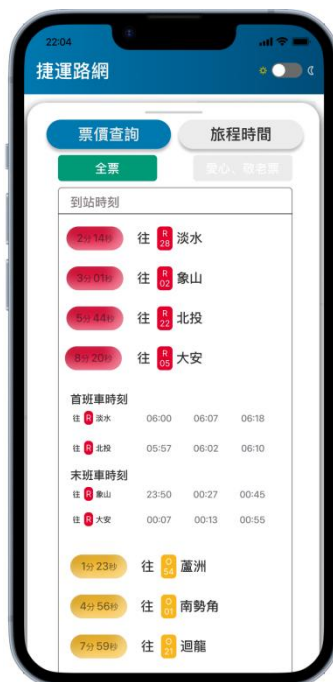 22:04
捷運路網
票價查詢 旅程時間
全票 愛心、敬老票
到站時刻
2分 14秒 往 R 28 淡水
3分 01秒 往 R 02 象山
5分 44秒 往 R 22 北投
8分 20秒 往 R 05 大安
首班車時刻
往 R 淡水 06:00 06:07 06:18
往 R 北投 05:57 06:02 06:10
末班車時刻
往 R 象山 23:50 00:27 00:45
往 R 大安 00:07 00:13 00:55
1分 23秒 往 O 54 蘆洲
4分 56秒 往 O 01 南勢角
7分 59秒 往 O 21 迴龍